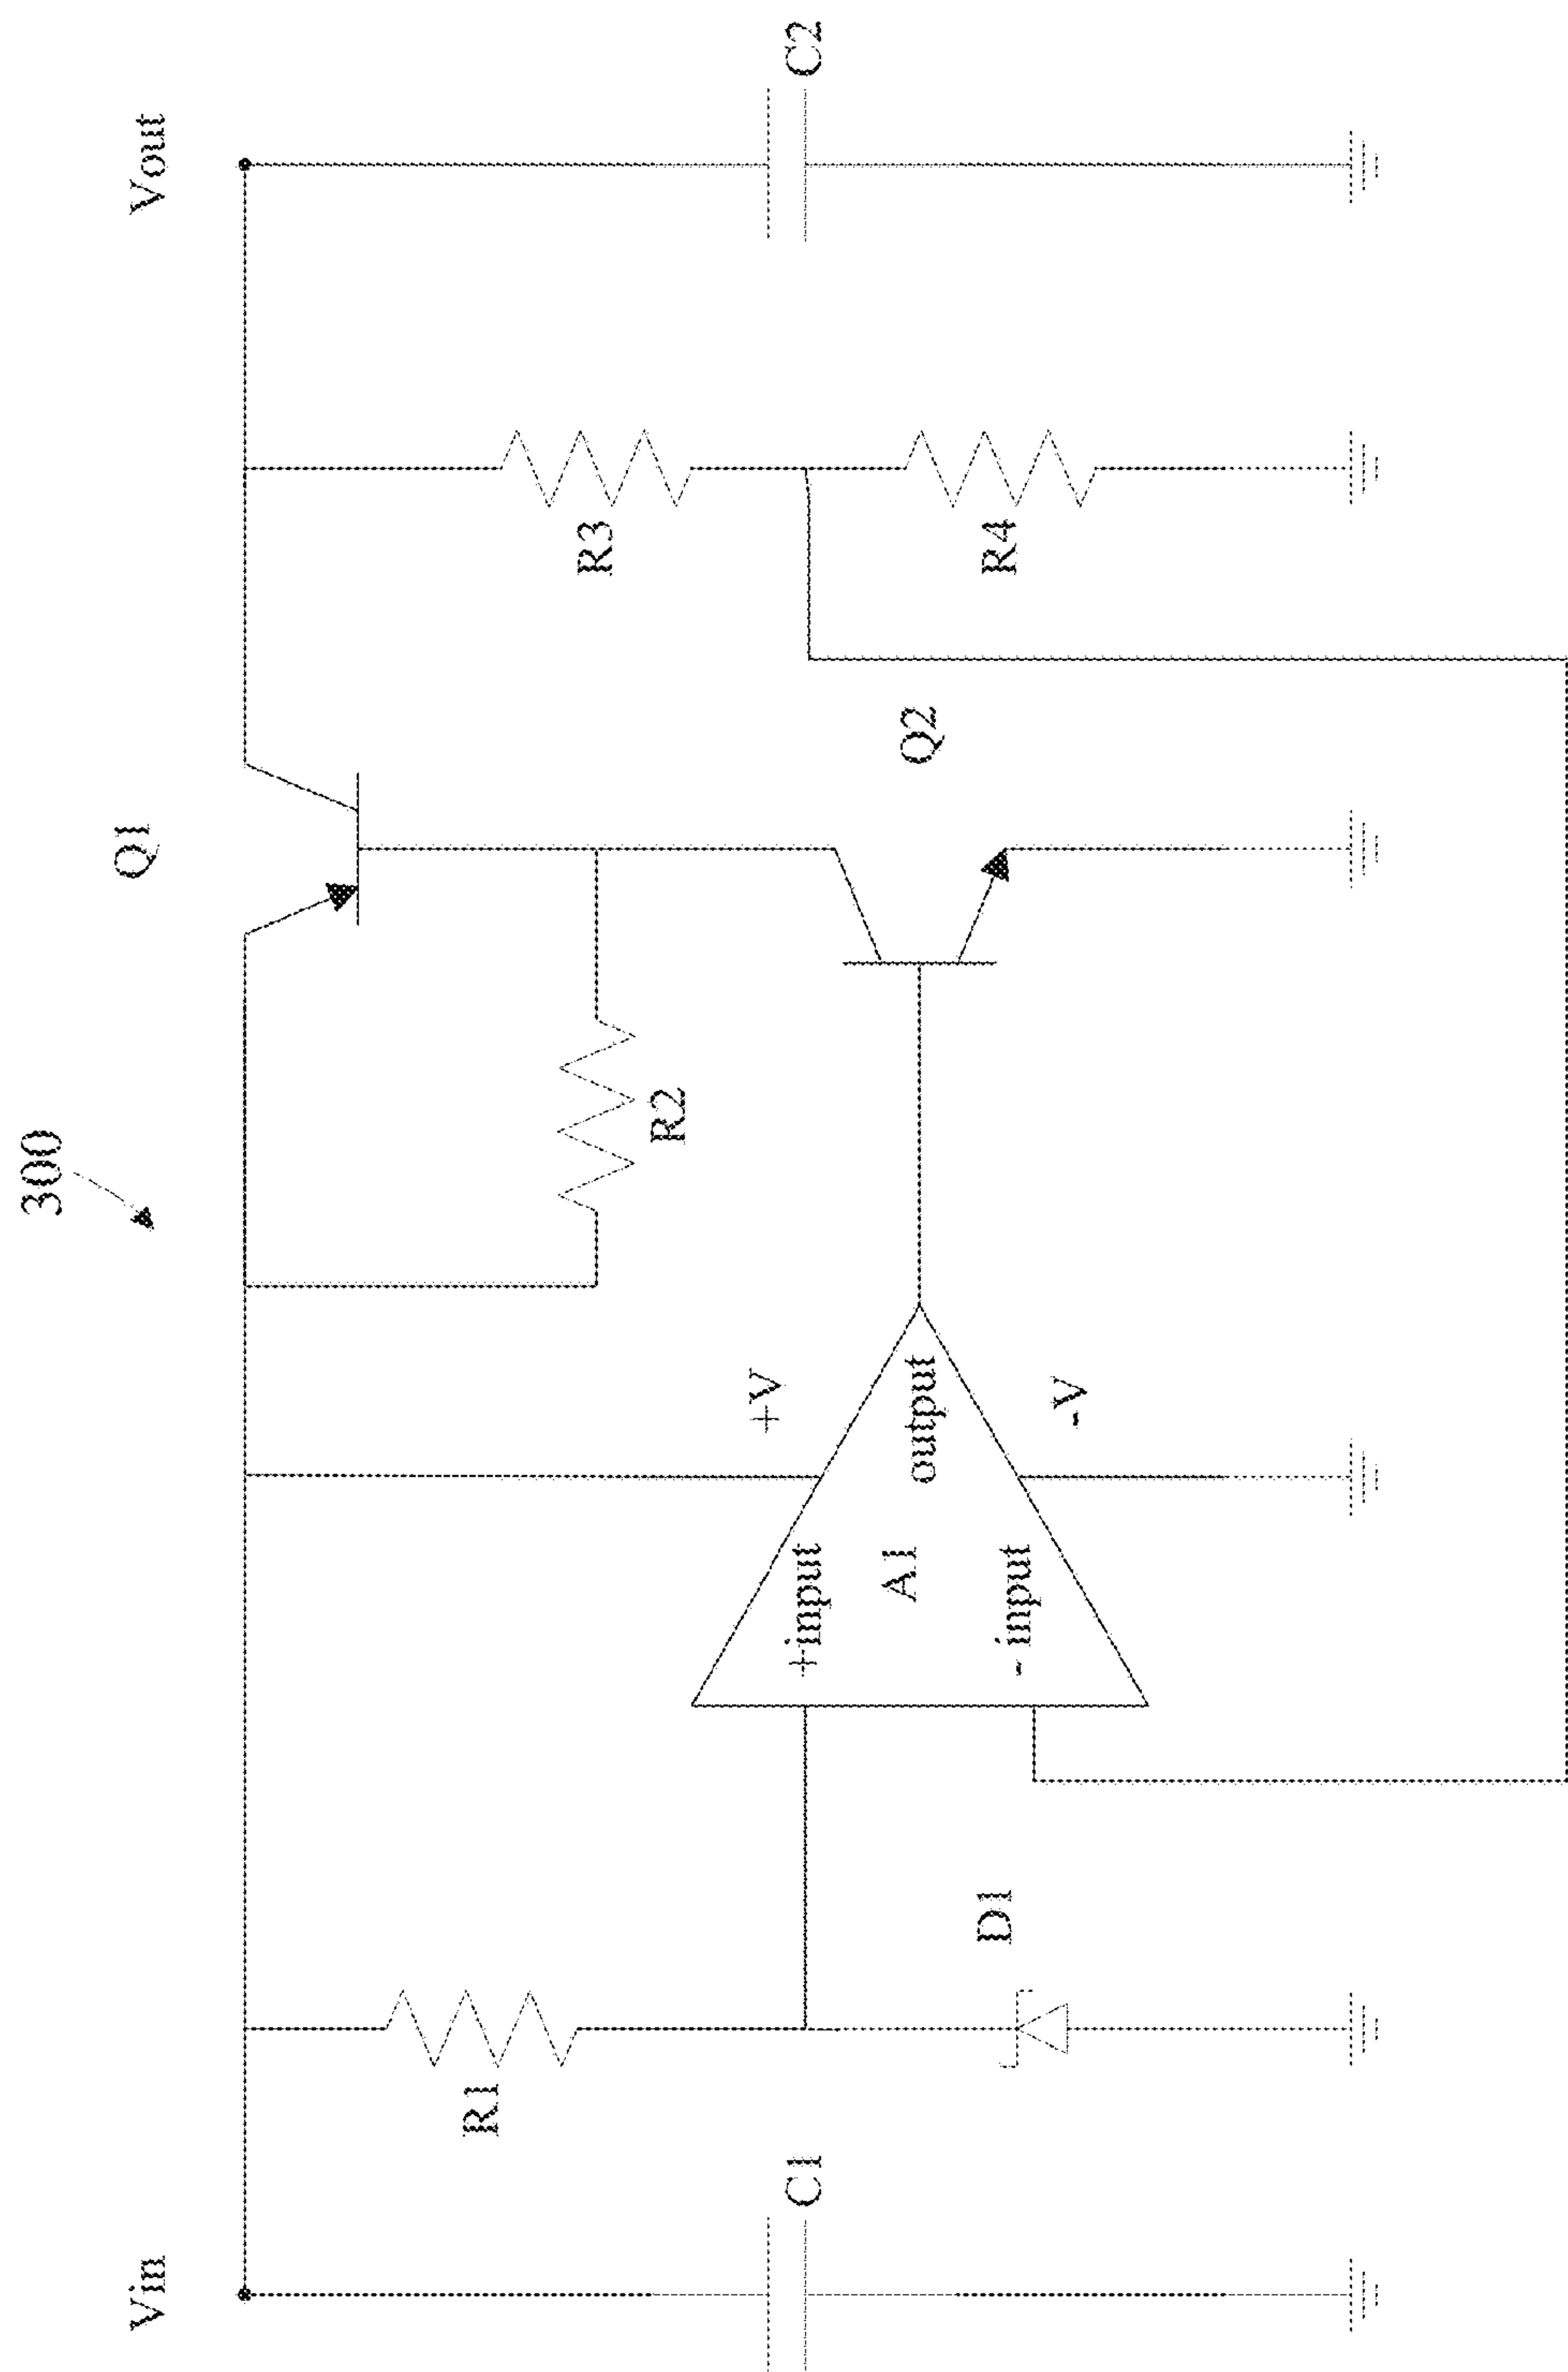 300
Vin
Q1
Vout
R1
R2
R3
C1
+V
C2
+input
A1
output
Q2
D1
- input
-V
R4